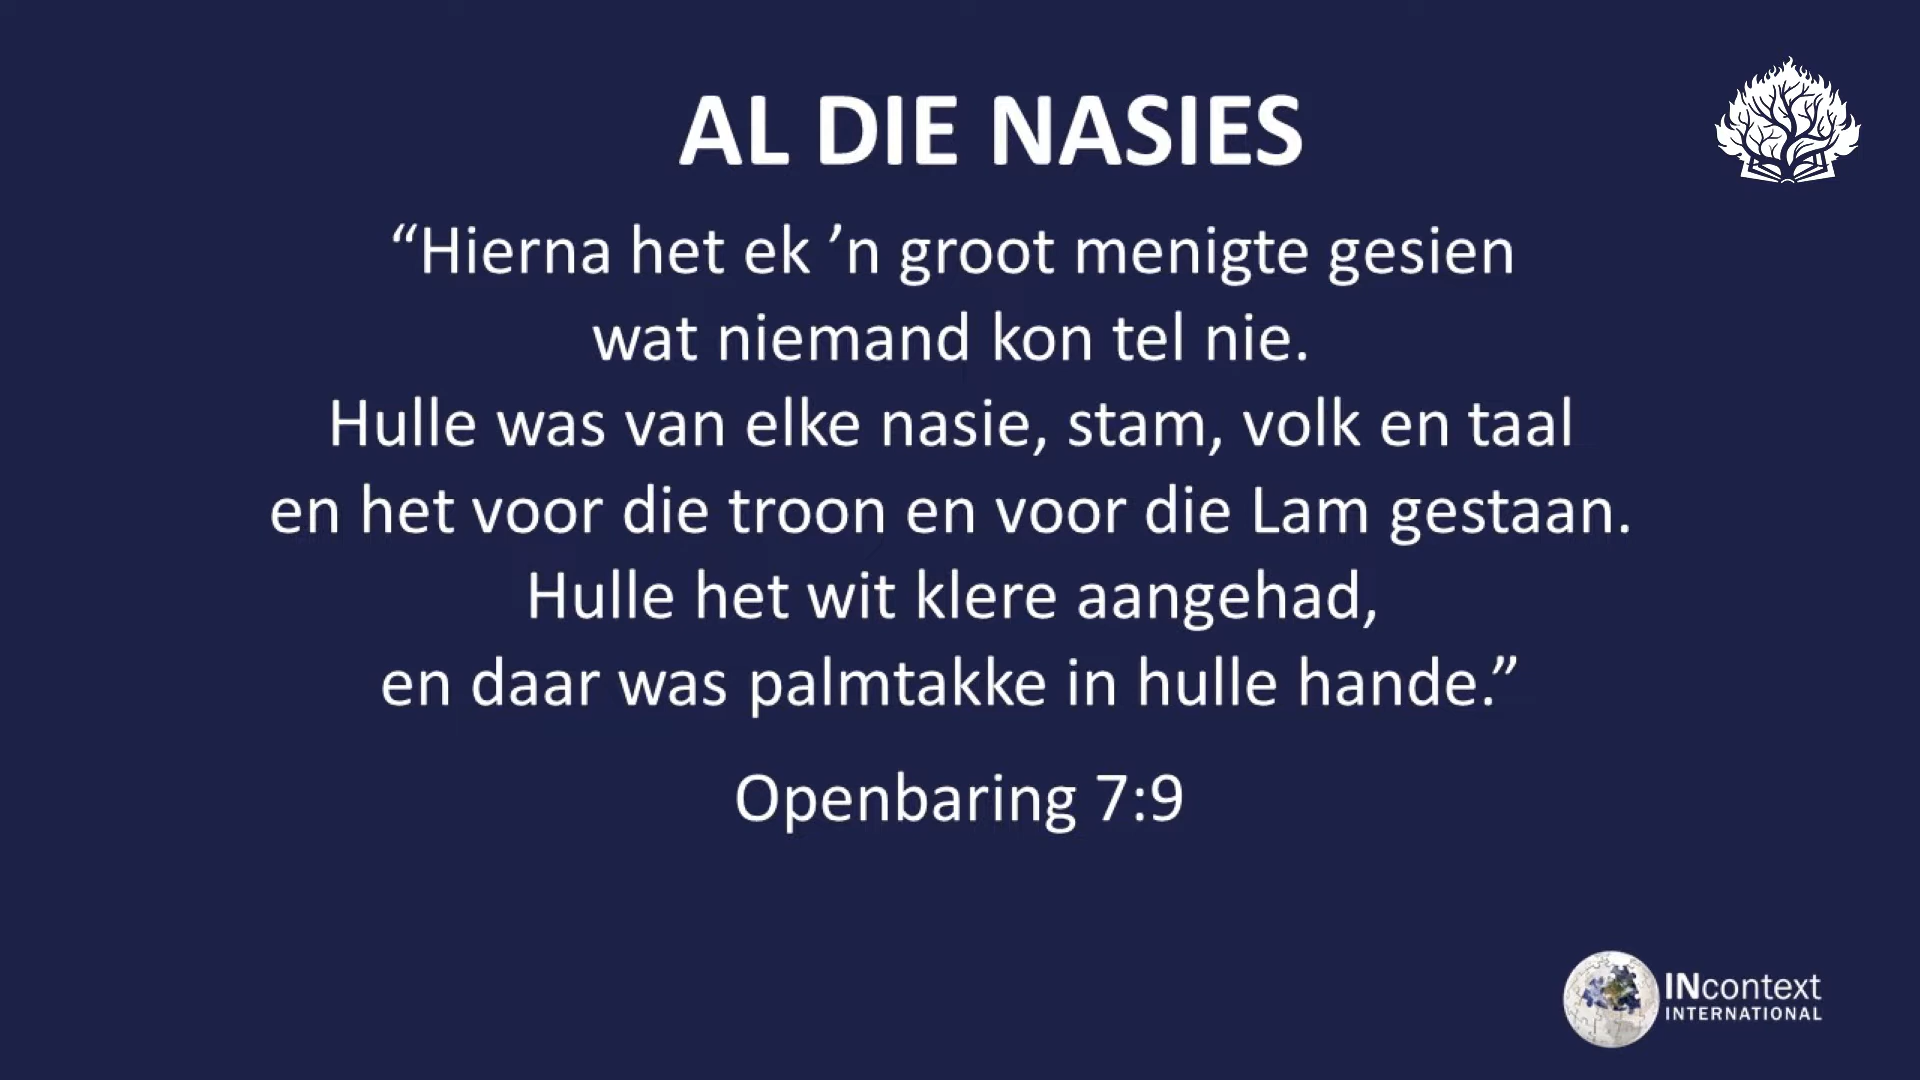 AL DIE NASIES
“Hierna het ek ’n groot menigte gesien
wat niemand kon tel nie.
Hulle was van elke nasie, stam, volk en taal
en het voor die troon en voor die Lam gestaan.
Hulle het wit klere aangehad,
en daar was palmtakke in hulle hande.”
Openbaring 7:9
INcontext
INTERNATIONAL